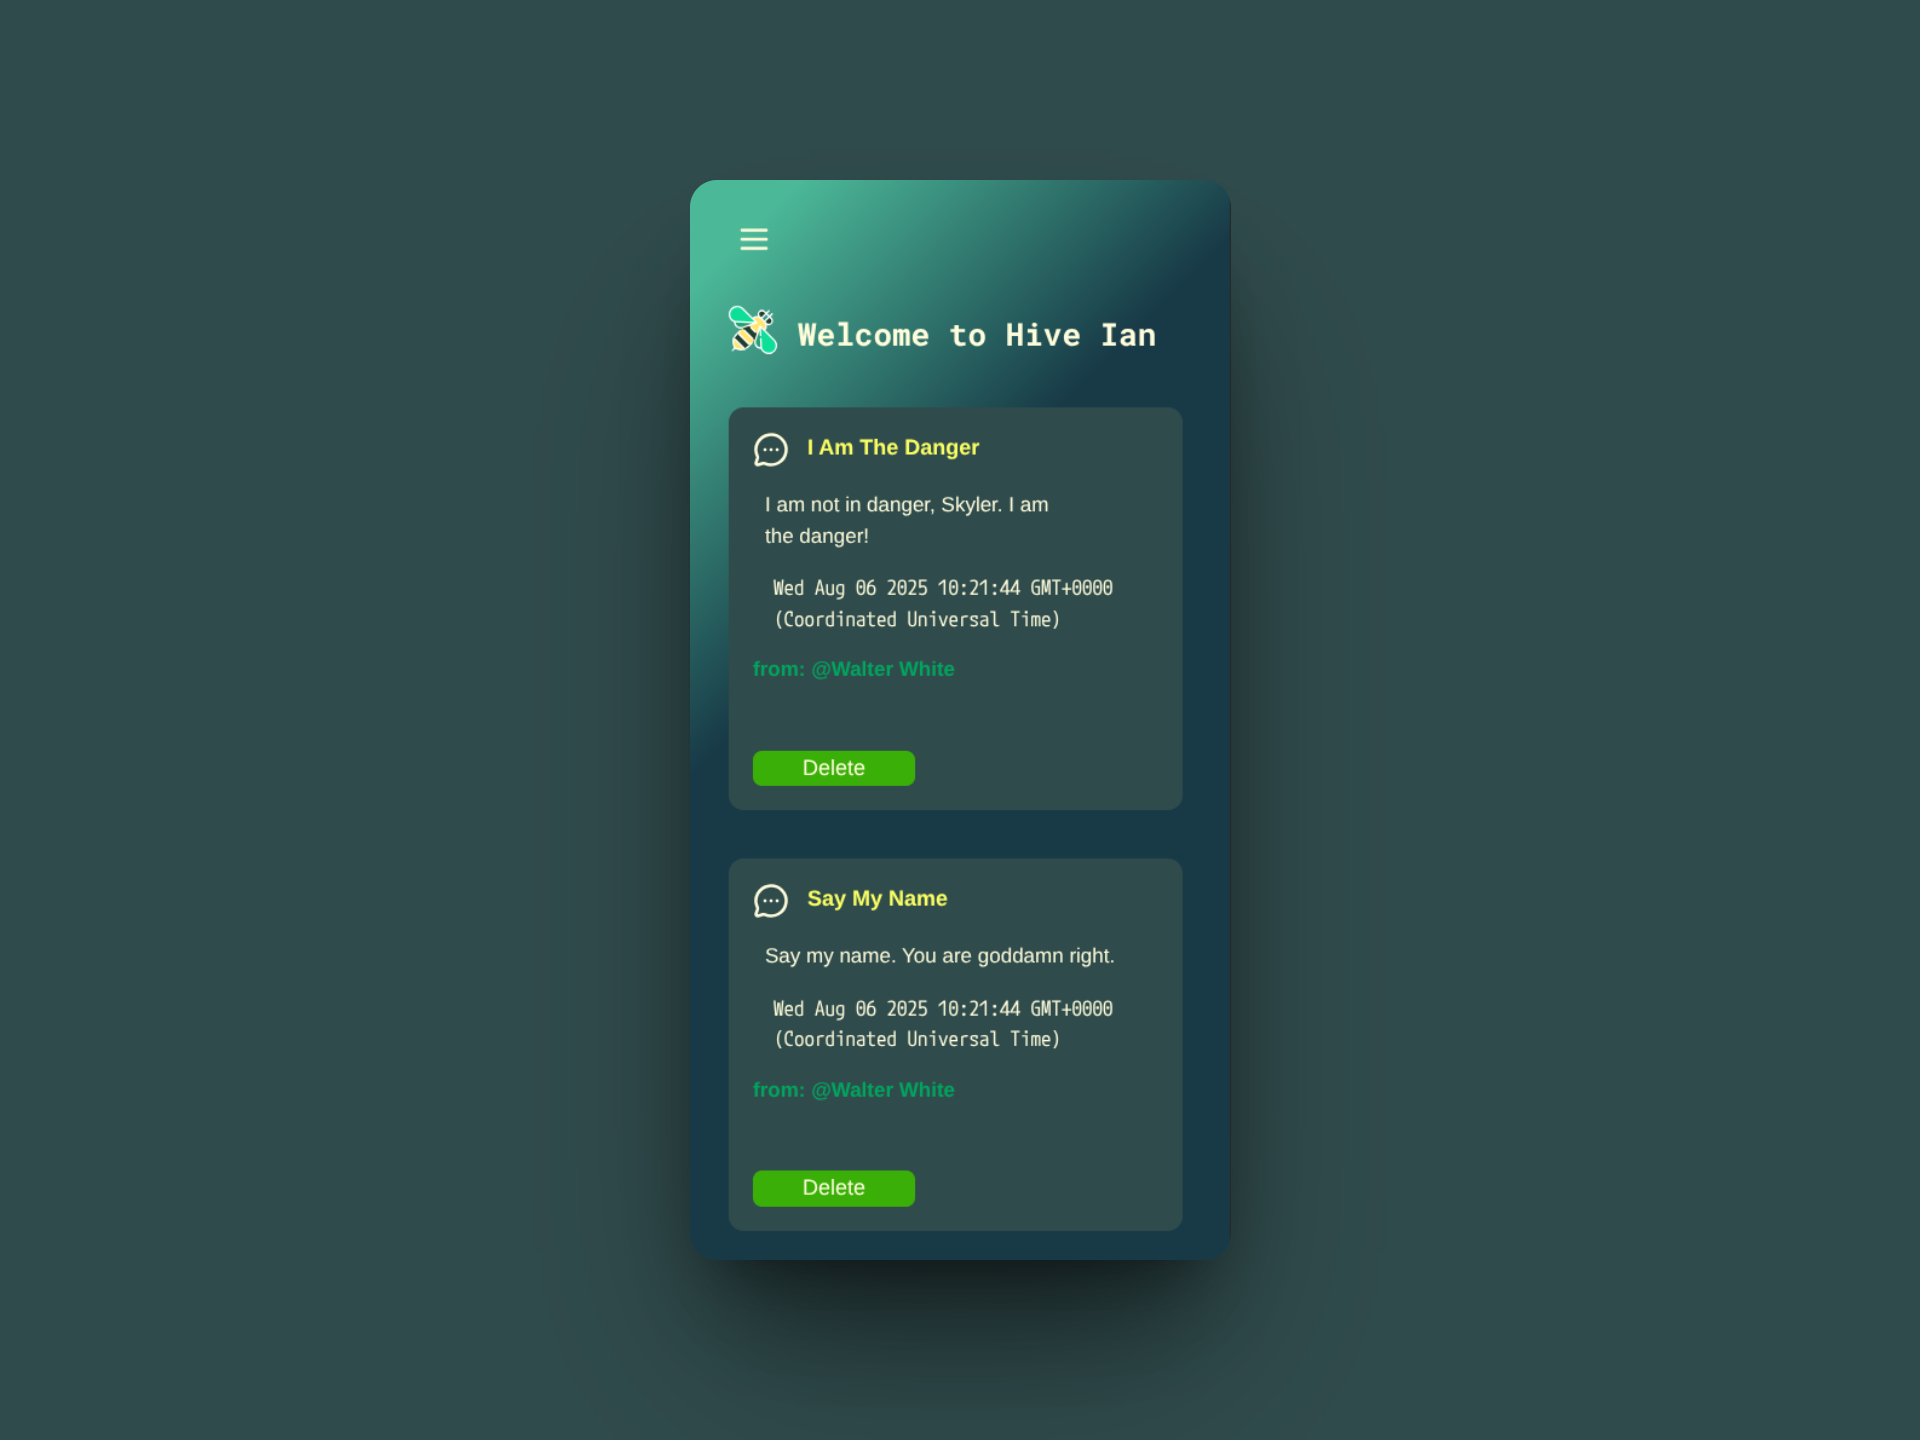 Welcome to Hive Ian
I Am The Danger
I am not in danger, Skyler. I am
the danger!
Wed Aug 06 2025 10:21:44 GMT+0000
(Coordinated Universal Time)
from: @Walter White
Delete
Say My Name
Say my name. You are goddamn right.
Wed Aug 06 2025 10:21:44 GMT+0000
(Coordinated Universal Time)
from: @Walter White
Delete